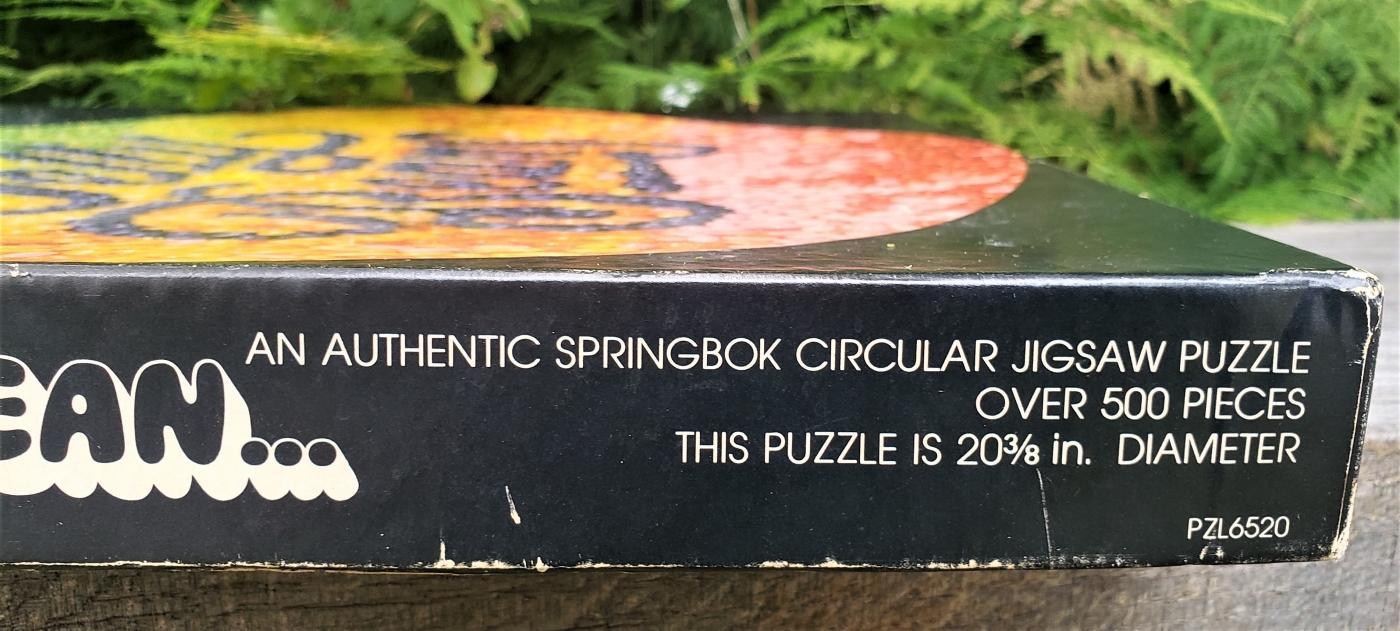 EAN...
AN AUTHENTIC SPRINGBOK CIRCULAR JIGSAW PUZZLE
OVER 500 PIECES
THIS PUZZLE IS 20⅜ in. DIAMETER
PZL6520